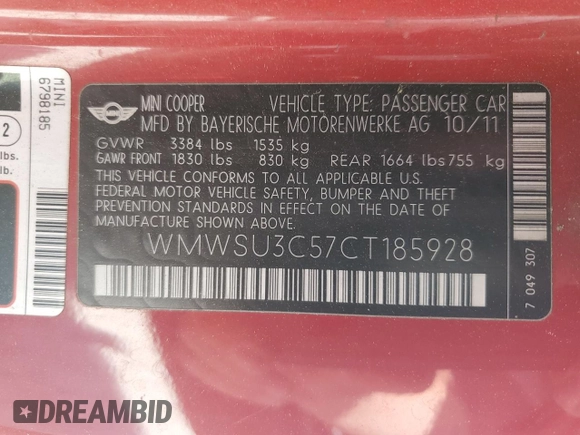 MINI COOPER VEHICLE TYPE: PASSENGER CAR
MFD BY BAYERISCHE MOTORENWERKE AG 10/11
GVWR 3384 lbs 1535 kg
GAWR FRONT 1830 lbs 830 kg REAR 1664 lbs 755 kg
THIS VEHICLE CONFORMS TO ALL APPLICABLE U.S.
FEDERAL MOTOR VEHICLE SAFETY, BUMPER AND THEFT
PREVENTION STANDARDS IN EFFECT ON THE DATE OF
MANUFACTURE SHOWN ABOVE.
WMWSU3C57CT185928
7 049 307
MINI
6798185
2
lbs.
lb.
DREAMBID